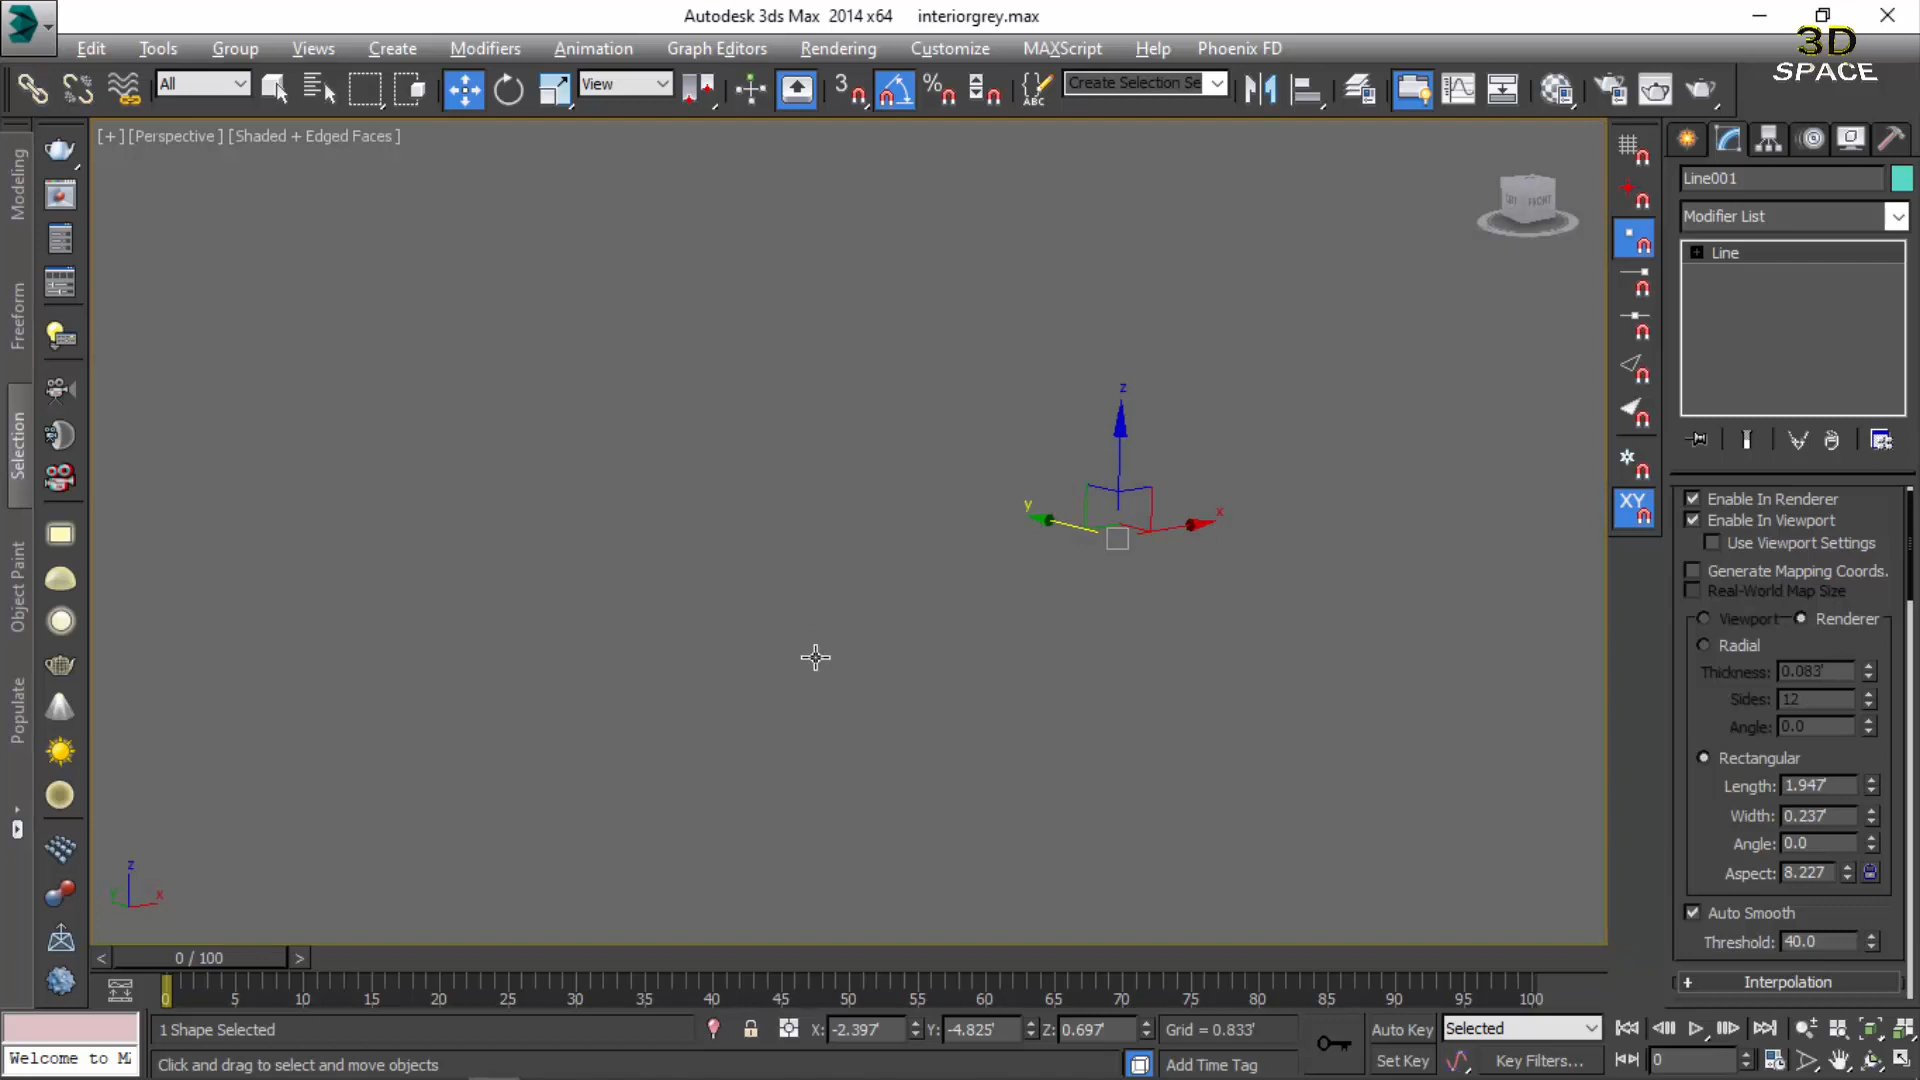 Autodesk 3ds Max 2014 x64 interiorgrey.max
3D SPACE
Edit Tools Group Views Create Modifiers Animation Graph Editors Rendering Customize MAXScript Help Phoenix FD
All View 3 % ABC Create Selection Se
[+] [Perspective ] [Shaded + Edged Faces ]
Modeling
Freeform
Selection
Object Paint
Populate
FRONT
z
y
x
z
x
XY
Line001
Modifier List
Line
Enable In Renderer
Enable In Viewport
Use Viewport Settings
Generate Mapping Coords.
Real-World Map Size
Viewport Renderer
Radial
Thickness: 0.083'
Sides: 12
Angle: 0.0
Rectangular
Length: 1.947'
Width: 0.237'
Angle: 0.0
Aspect: 8.227
Auto Smooth
Threshold: 40.0
+ Interpolation
< 0 / 100 >
0 5 10 15 20 25 30 35 40 45 50 55 60 65 70 75 80 85 90 95 100
1 Shape Selected X: -2.397' Y: -4.825' Z: 0.697' Grid = 0.833' Auto Key Selected
Welcome to M Click and drag to select and move objects Add Time Tag Set Key Key Filters... 0